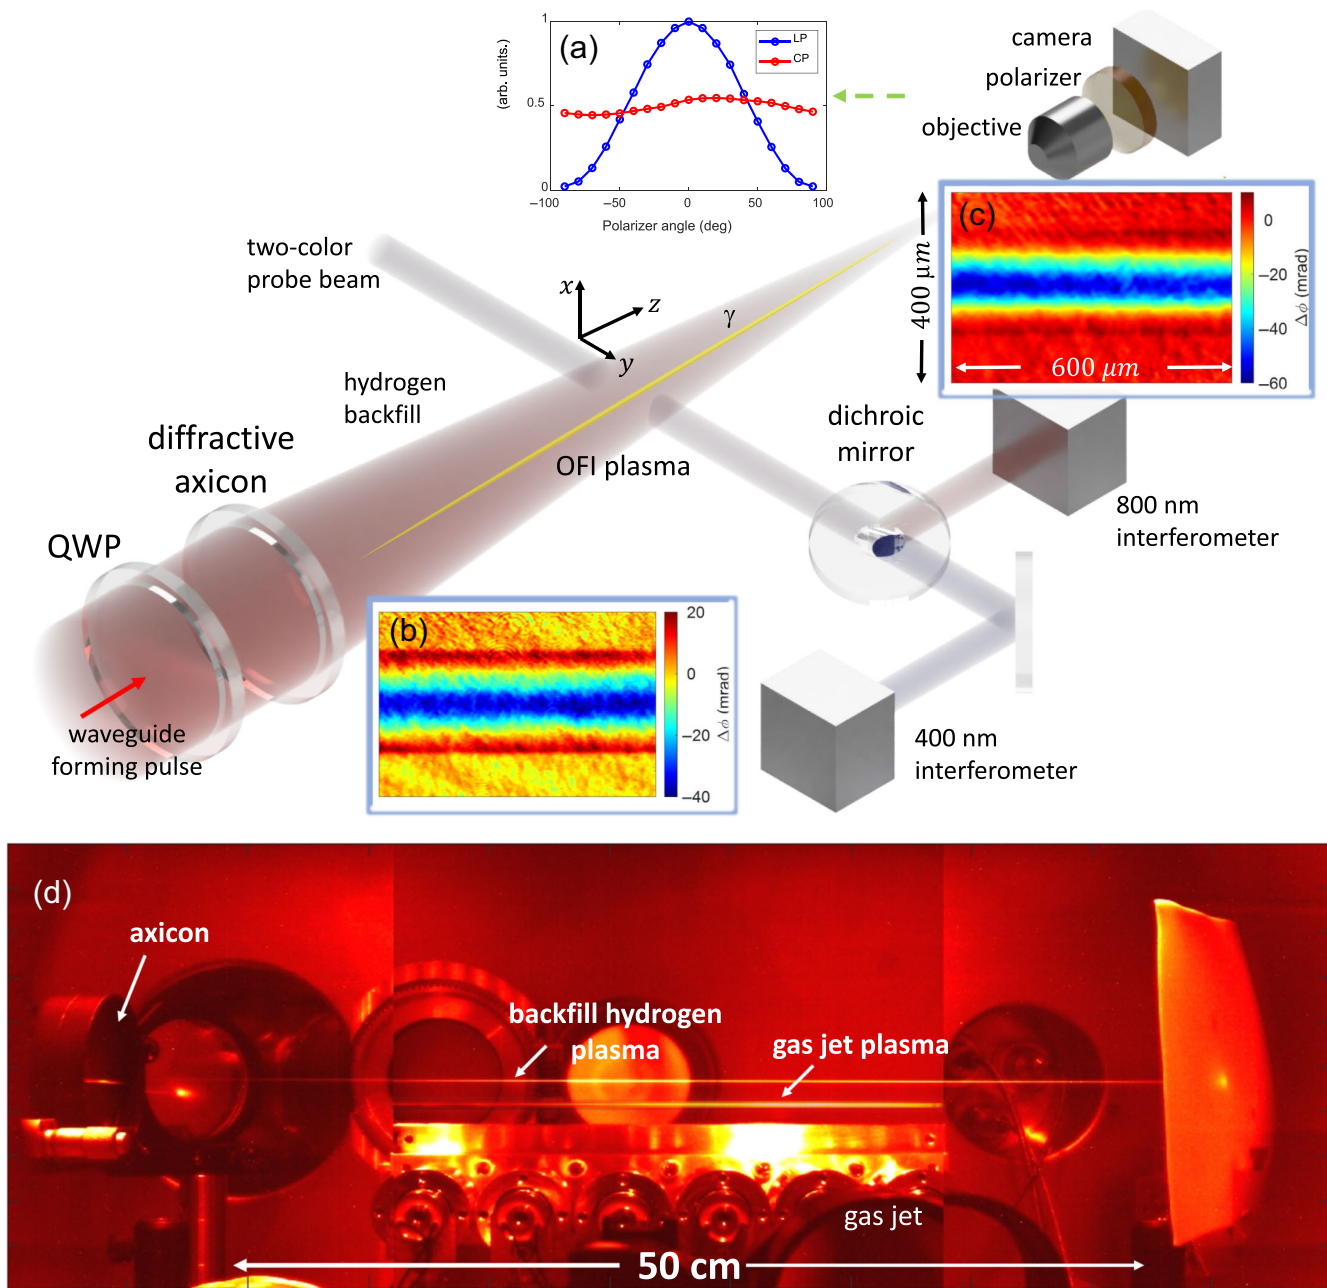 (a)
(arb. units.)
1
0.5
0
LP
CP
−100
−50
0
50
100
Polarizer angle (deg)
camera
polarizer
objective
two-color
probe beam
x
z
y
γ
hydrogen
backfill
(c)
400 μm
600 μm
0
−20
−40
−60
Δϕ (mrad)
diffractive
axicon
OFI plasma
dichroic
mirror
QWP
800 nm
interferometer
(b)
20
0
−20
−40
Δϕ (mrad)
waveguide
forming pulse
400 nm
interferometer
(d)
axicon
backfill hydrogen
plasma
gas jet plasma
gas jet
50 cm